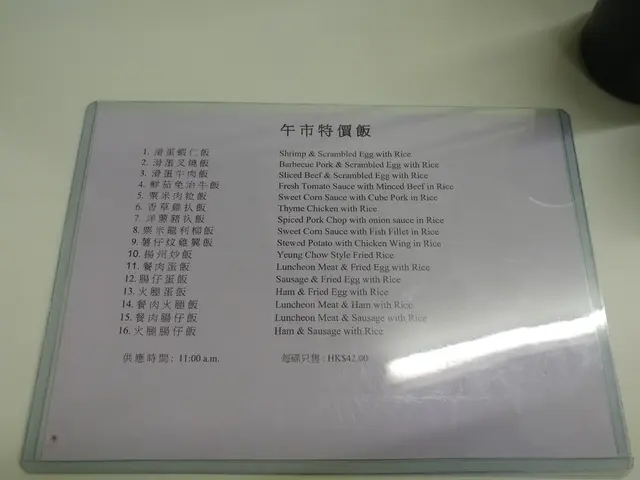 午市特價飯
1. 滑蛋蝦仁飯 Shrimp & Scrambled Egg with Rice
2. 滑蛋叉燒飯 Barbecue Pork & Scrambled Egg with Rice
3. 滑蛋牛肉飯 Sliced Beef & Scrambled Egg with Rice
4. 鮮茄免治牛飯 Fresh Tomato Sauce with Minced Beef in Rice
5. 粟米肉粒飯 Sweet Corn Sauce with Cube Pork in Rice
6. 香草雞扒飯 Thyme Chicken with Rice
7. 洋蔥豬扒飯 Spiced Pork Chop with onion sauce in Rice
8. 粟米龍利柳飯 Sweet Corn Sauce with Fish Fillet in Rice
9. 薯仔炆雞翼飯 Stewed Potato with Chicken Wing in Rice
10. 揚州炒飯 Yeung Chow Style Fried Rice
11. 餐肉蛋飯 Luncheon Meat & Fried Egg with Rice
12. 腸仔蛋飯 Sausage & Fried Egg with Rice
13. 火腿蛋飯 Ham & Fried Egg with Rice
14. 餐肉火腿飯 Luncheon Meat & Ham with Rice
15. 餐肉腸仔飯 Luncheon Meat & Sausage with Rice
16. 火腿腸仔飯 Ham & Sausage with Rice
供應時間: 11:00 a.m. 每碟只售 : HK$42.00